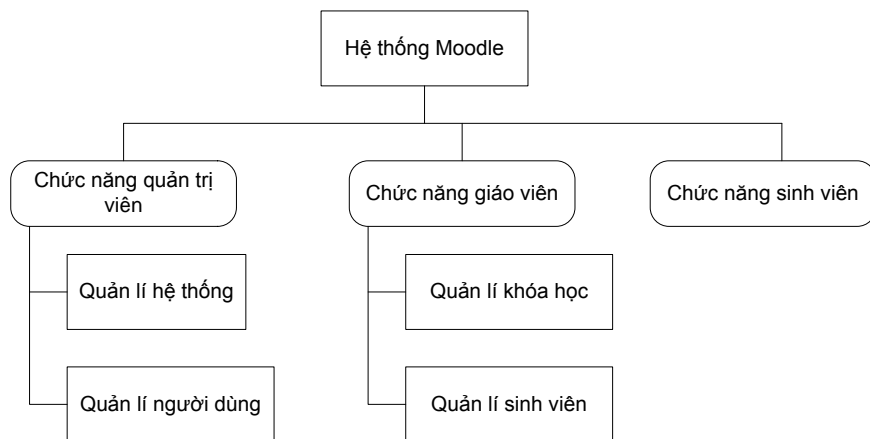 Hệ thống Moodle
Chức năng quản trị
viên
Chức năng giáo viên
Chức năng sinh viên
Quản lí hệ thống
Quản lí khóa học
Quản lí người dùng
Quản lí sinh viên